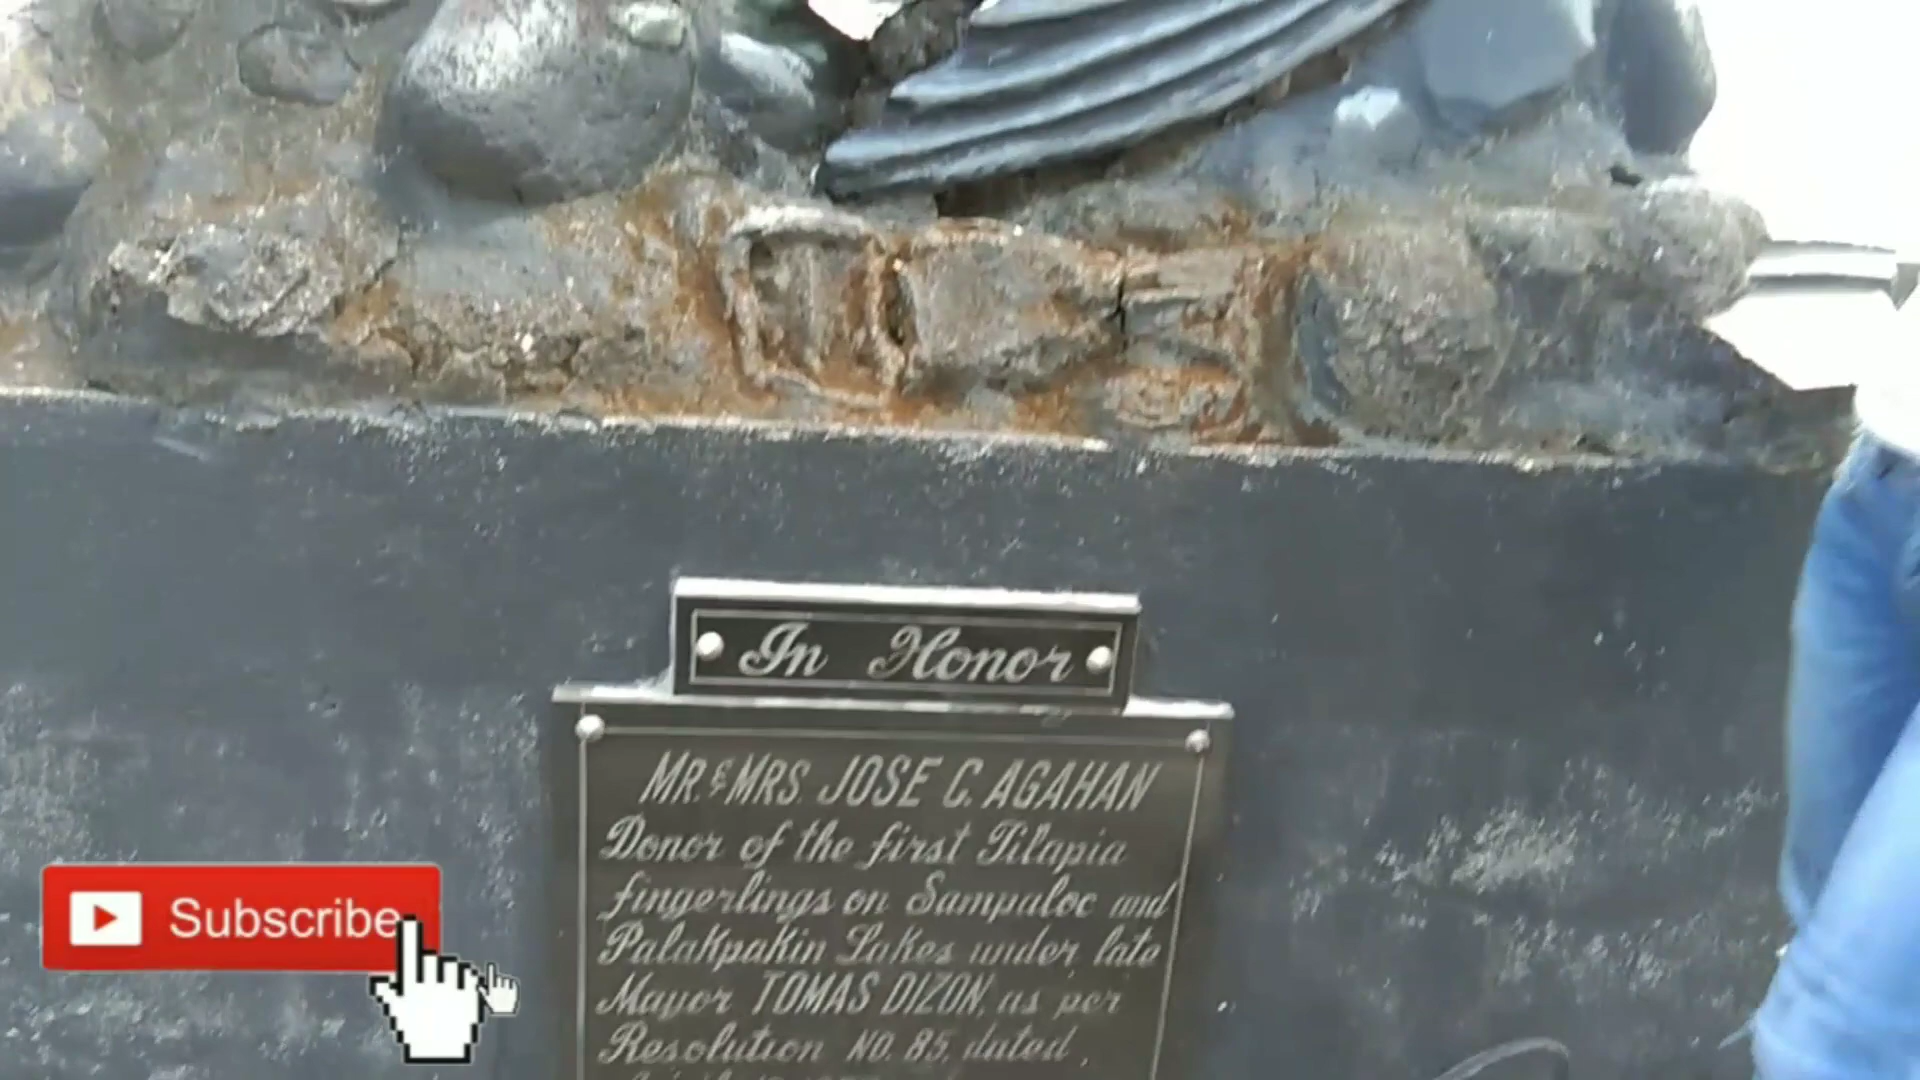 In Honor
MR. & MRS. JOSE C. AGAHAN
Donor of the first Tilapia
fingerlings on Sampaloc and
Palakpakin Lakes under late
Mayor TOMAS DIZON, as per
Resolution NO. 85, dated,
Subscribe